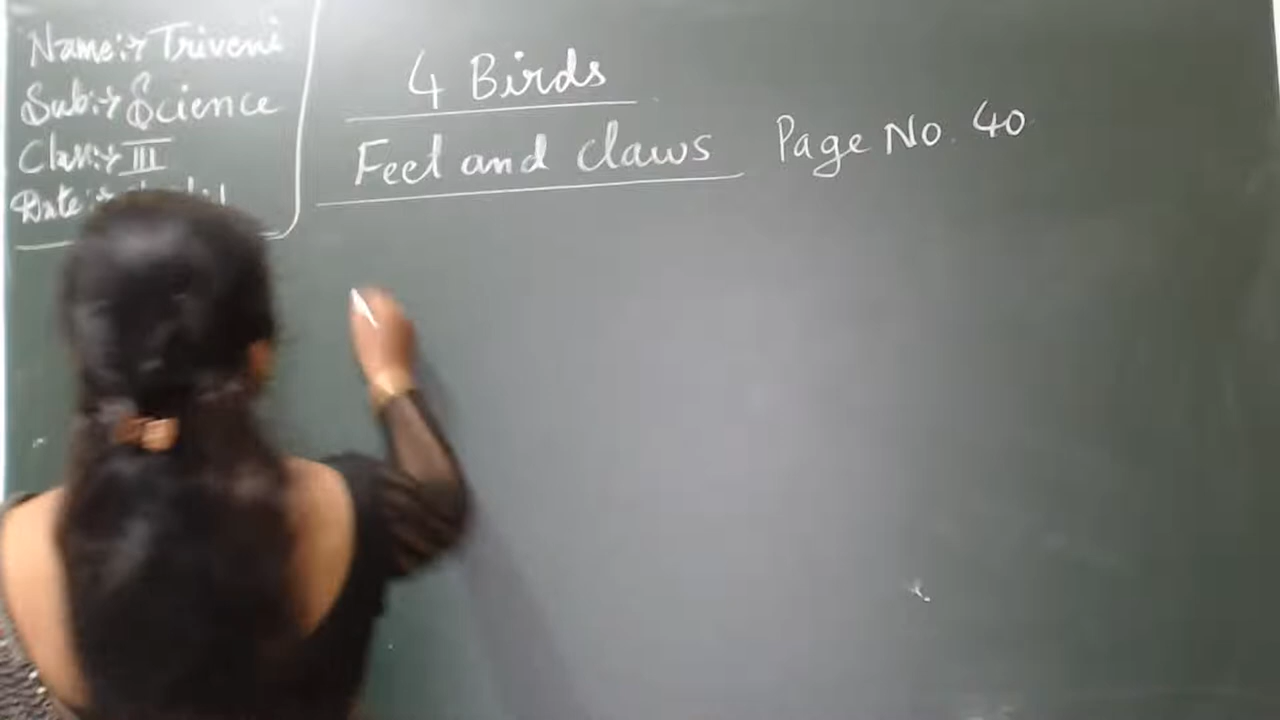 Name:→ Triveni
Sub:→ Science
Class:→ III
Date:→
4 Birds
Feet and claws Page No. 40